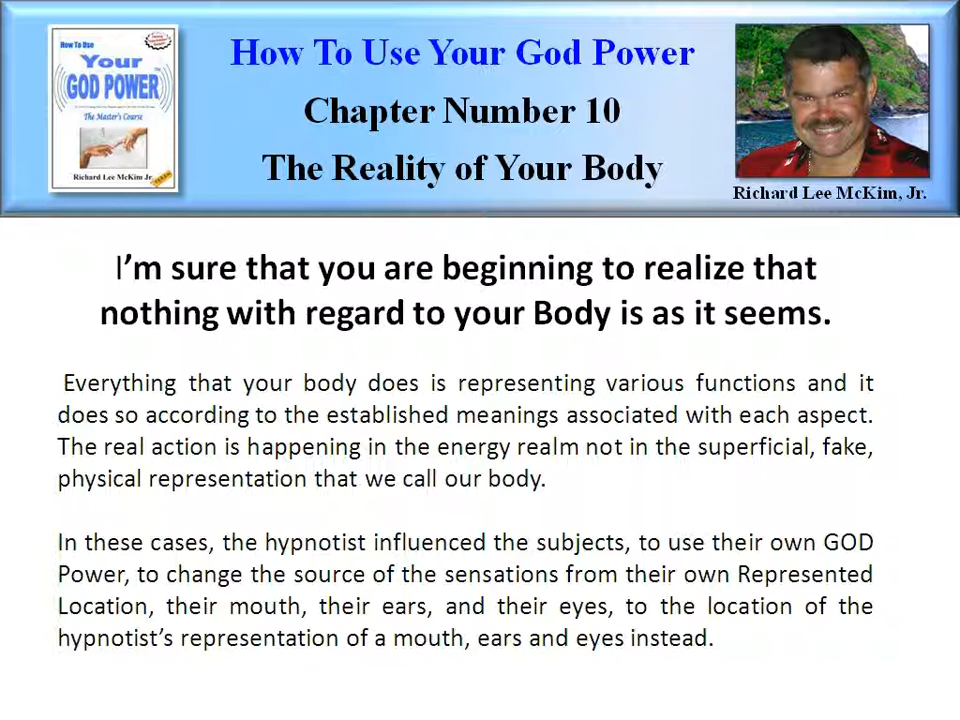 How To Use
Your
GOD POWER
The Master's Course
Richard Lee McKim Jr.
How To Use Your God Power
Chapter Number 10
The Reality of Your Body
Richard Lee McKim, Jr.
I'm sure that you are beginning to realize that
nothing with regard to your Body is as it seems.
Everything that your body does is representing various functions and it
does so according to the established meanings associated with each aspect.
The real action is happening in the energy realm not in the superficial, fake,
physical representation that we call our body.
In these cases, the hypnotist influenced the subjects, to use their own GOD
Power, to change the source of the sensations from their own Represented
Location, their mouth, their ears, and their eyes, to the location of the
hypnotist's representation of a mouth, ears and eyes instead.